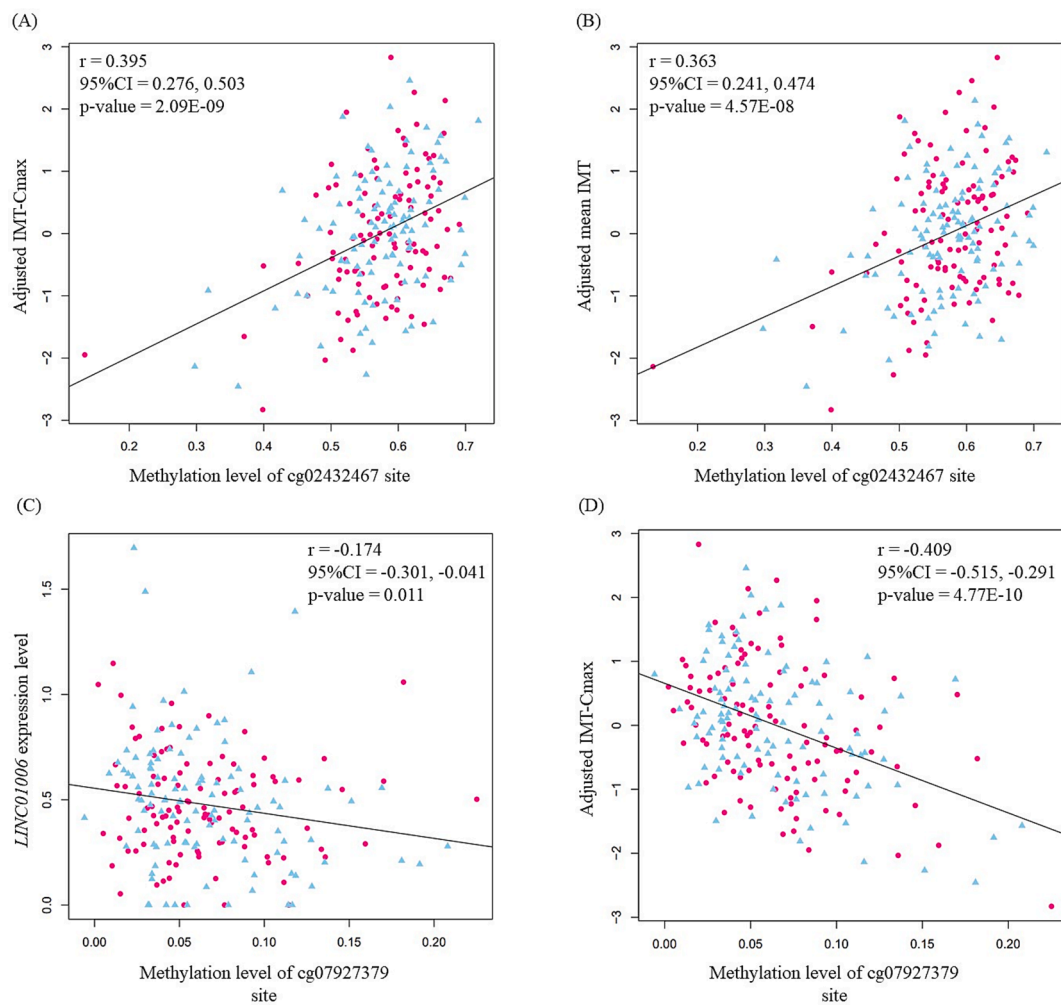 (A)
r = 0.395
95%CI = 0.276, 0.503
p-value = 2.09E-09
Adjusted IMT-Cmax
3
2
1
0
-1
-2
-3
0.2 0.3 0.4 0.5 0.6 0.7
Methylation level of cg02432467 site
(B)
r = 0.363
95%CI = 0.241, 0.474
p-value = 4.57E-08
Adjusted mean IMT
3
2
1
0
-1
-2
-3
0.2 0.3 0.4 0.5 0.6 0.7
Methylation level of cg02432467 site
(C)
r = -0.174
95%CI = -0.301, -0.041
p-value = 0.011
LINC01006 expression level
1.5
1.0
0.5
0.0
0.00 0.05 0.10 0.15 0.20
Methylation level of cg07927379
site
(D)
r = -0.409
95%CI = -0.515, -0.291
p-value = 4.77E-10
Adjusted IMT-Cmax
3
2
1
0
-1
-2
-3
0.00 0.05 0.10 0.15 0.20
Methylation level of cg07927379
site